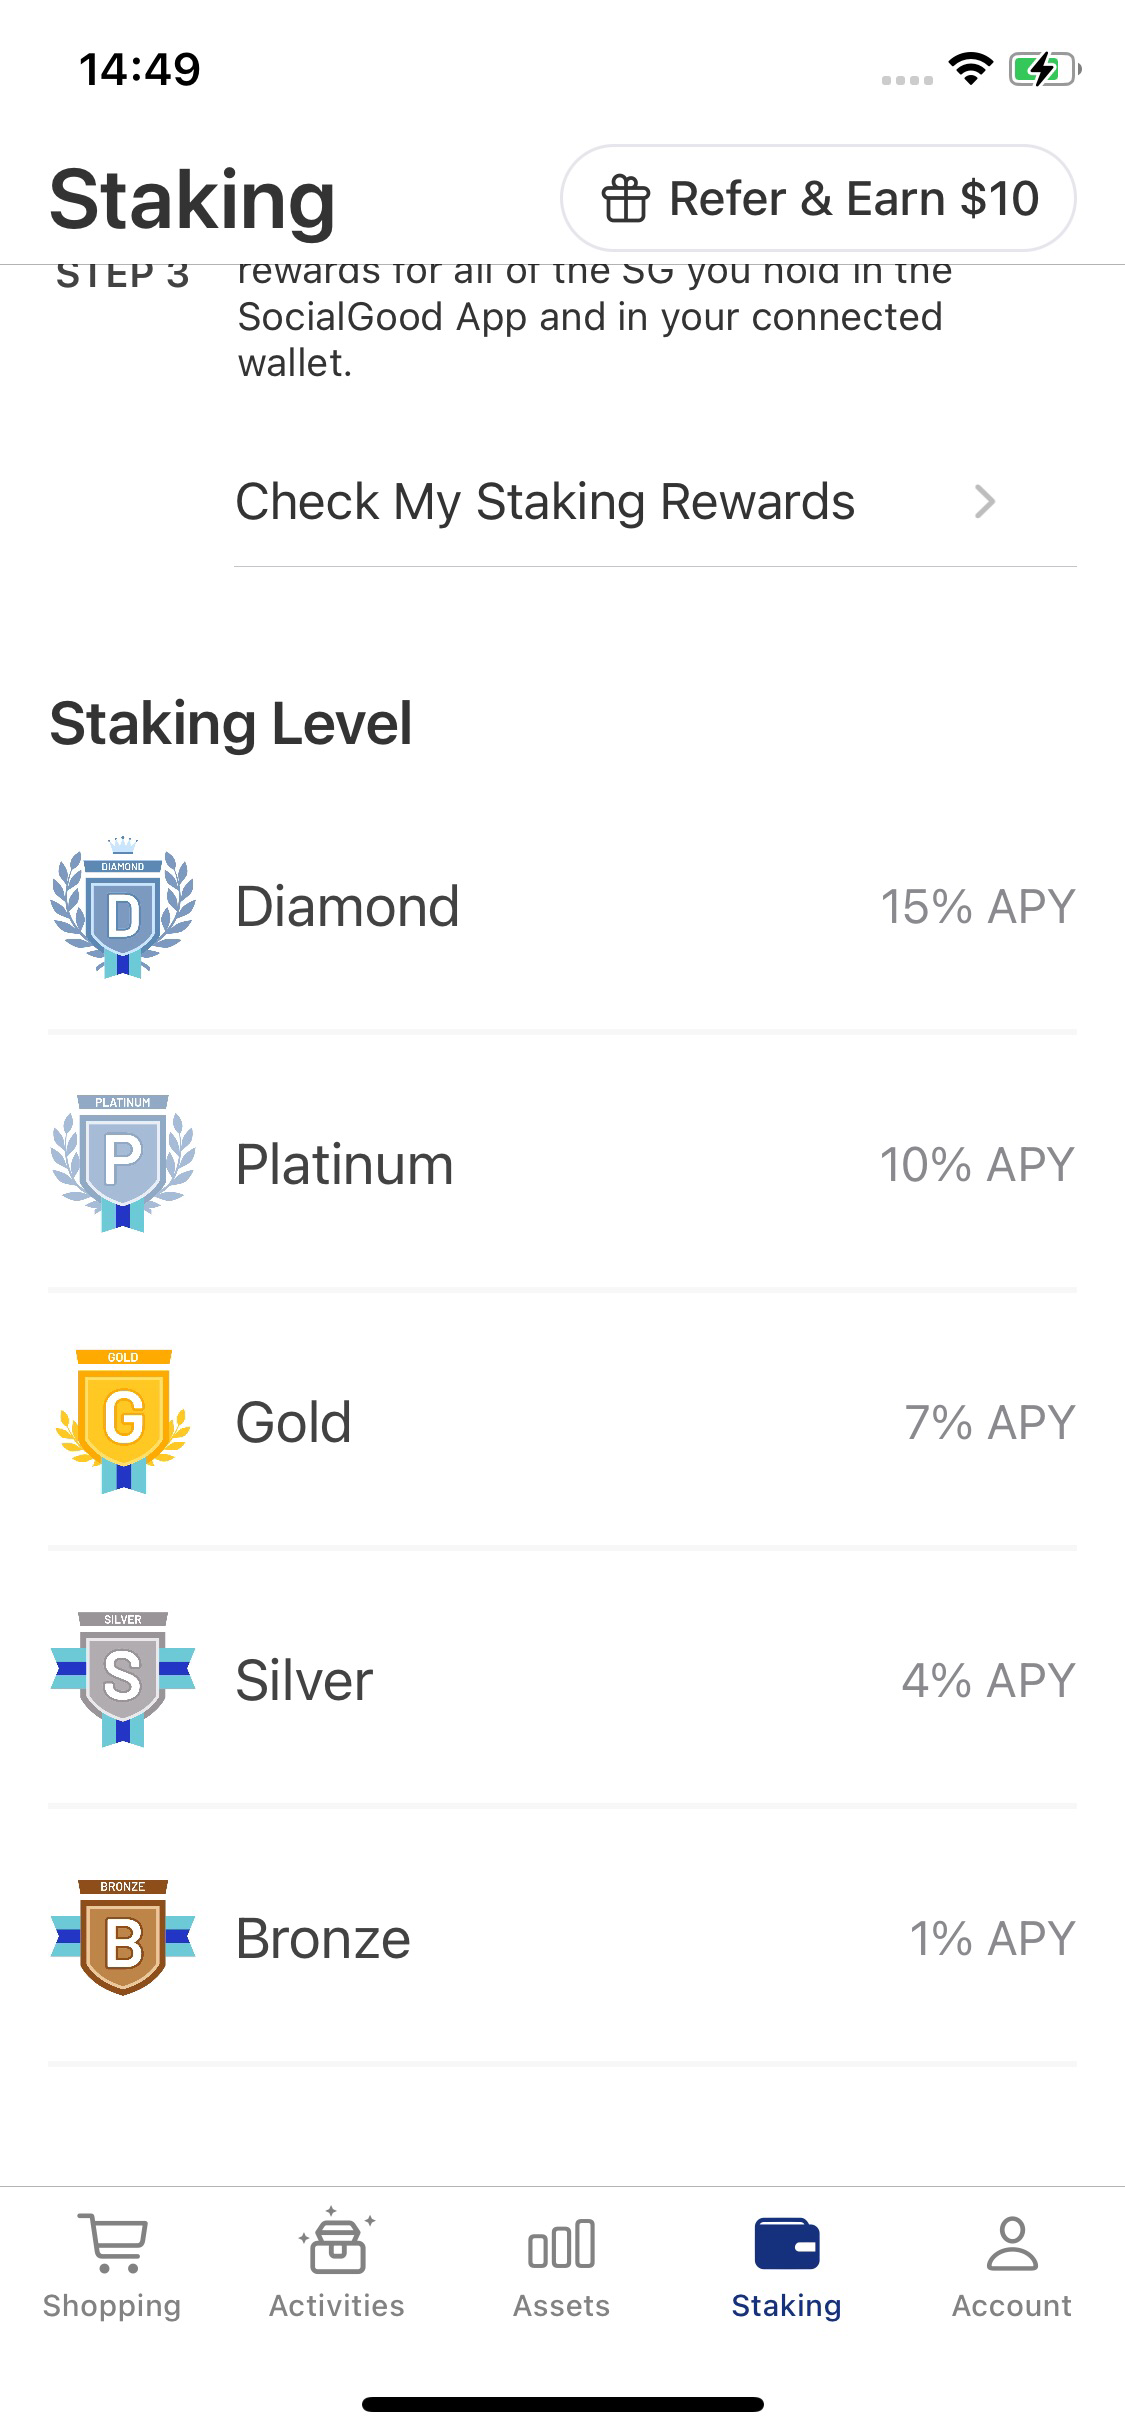 14:49
Staking
Refer & Earn $10
STEP 3
rewards for all of the SG you hold in the
SocialGood App and in your connected
wallet.
Check My Staking Rewards
Staking Level
DIAMOND
D
Diamond
15% APY
PLATINUM
P
Platinum
10% APY
GOLD
G
Gold
7% APY
SILVER
S
Silver
4% APY
BRONZE
B
Bronze
1% APY
Shopping
Activities
Assets
Staking
Account